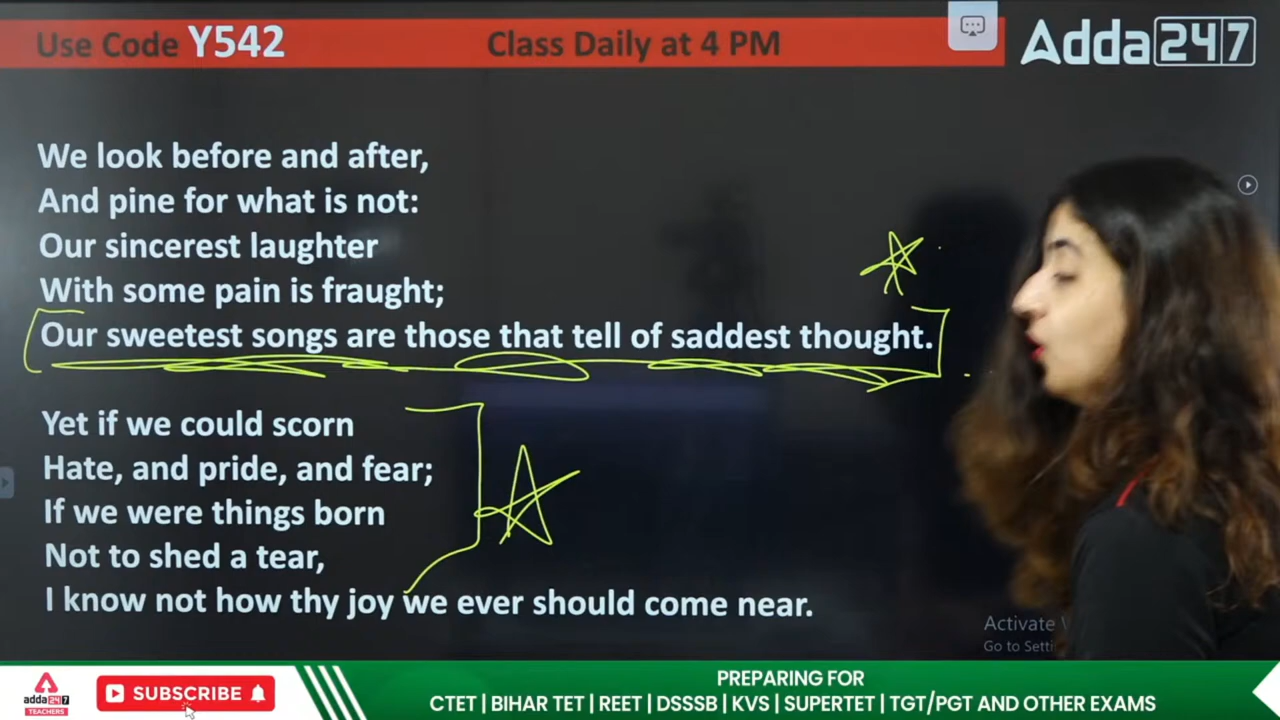 Use Code Y542
Class Daily at 4 PM
Adda247
We look before and after,
And pine for what is not:
Our sincerest laughter
With some pain is fraught;
Our sweetest songs are those that tell of saddest thought.
Yet if we could scorn
Hate, and pride, and fear;
If we were things born
Not to shed a tear,
I know not how thy joy we ever should come near.
Activate
Go to Setti
adda247
TEACHERS
SUBSCRIBE
PREPARING FOR
CTET | BIHAR TET | REET | DSSSB | KVS | SUPERTET | TGT/PGT AND OTHER EXAMS